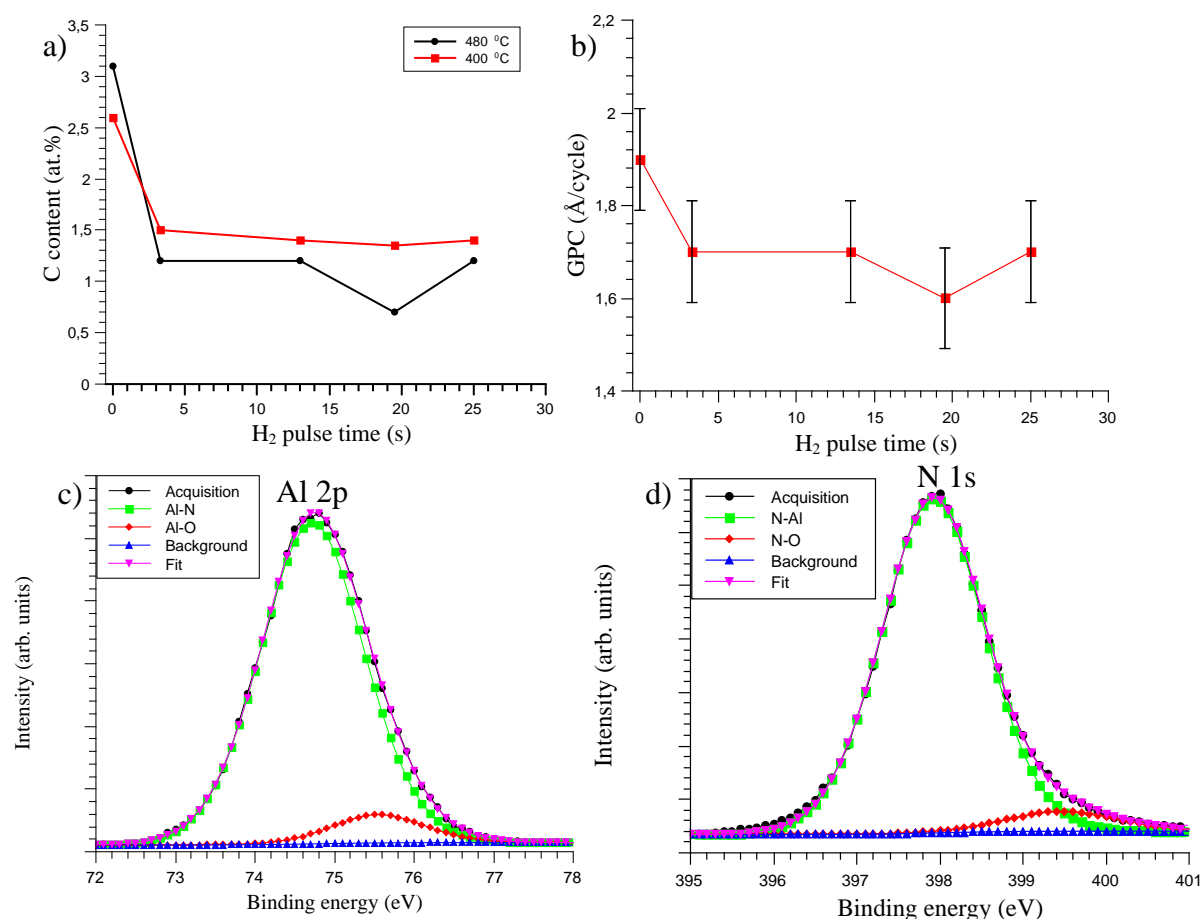 a)
480 ⁰C
400 ⁰C
3,5
3
2,5
2
1,5
1
0,5
0
C content (at.%)
0 5 10 15 20 25 30
H₂ pulse time (s)
b)
2,2
2
1,8
1,6
1,4
GPC (Å/cycle)
0 5 10 15 20 25 30
H₂ pulse time (s)
c)
Al 2p
Acquisition
Al-N
Al-O
Background
Fit
Intensity (arb. units)
72 73 74 75 76 77 78
Binding energy (eV)
d)
N 1s
Acquisition
N-Al
N-O
Background
Fit
Intensity (arb. units)
395 396 397 398 399 400 401
Binding energy (eV)